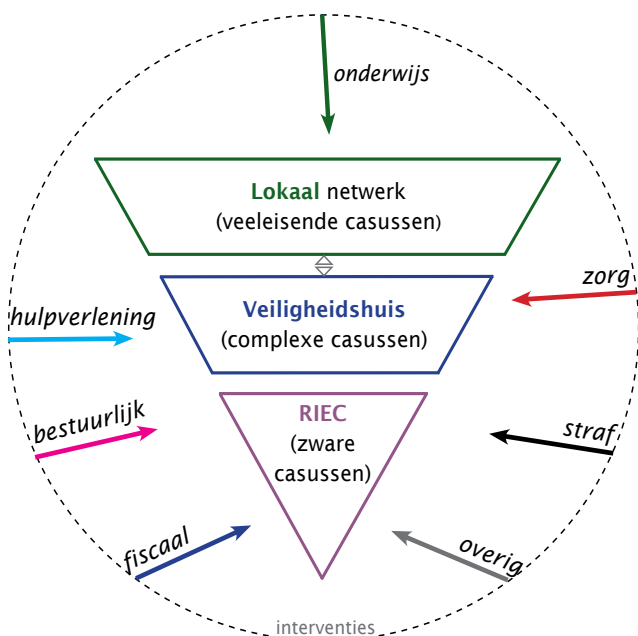 onderwijs
Lokaal netwerk
(veeleisende casussen)
zorg
Veiligheidshuis
(complexe casussen)
hulpverlening
bestuurlijk
RIEC
(zware
casussen)
straf
fiscaal
overig
interventies